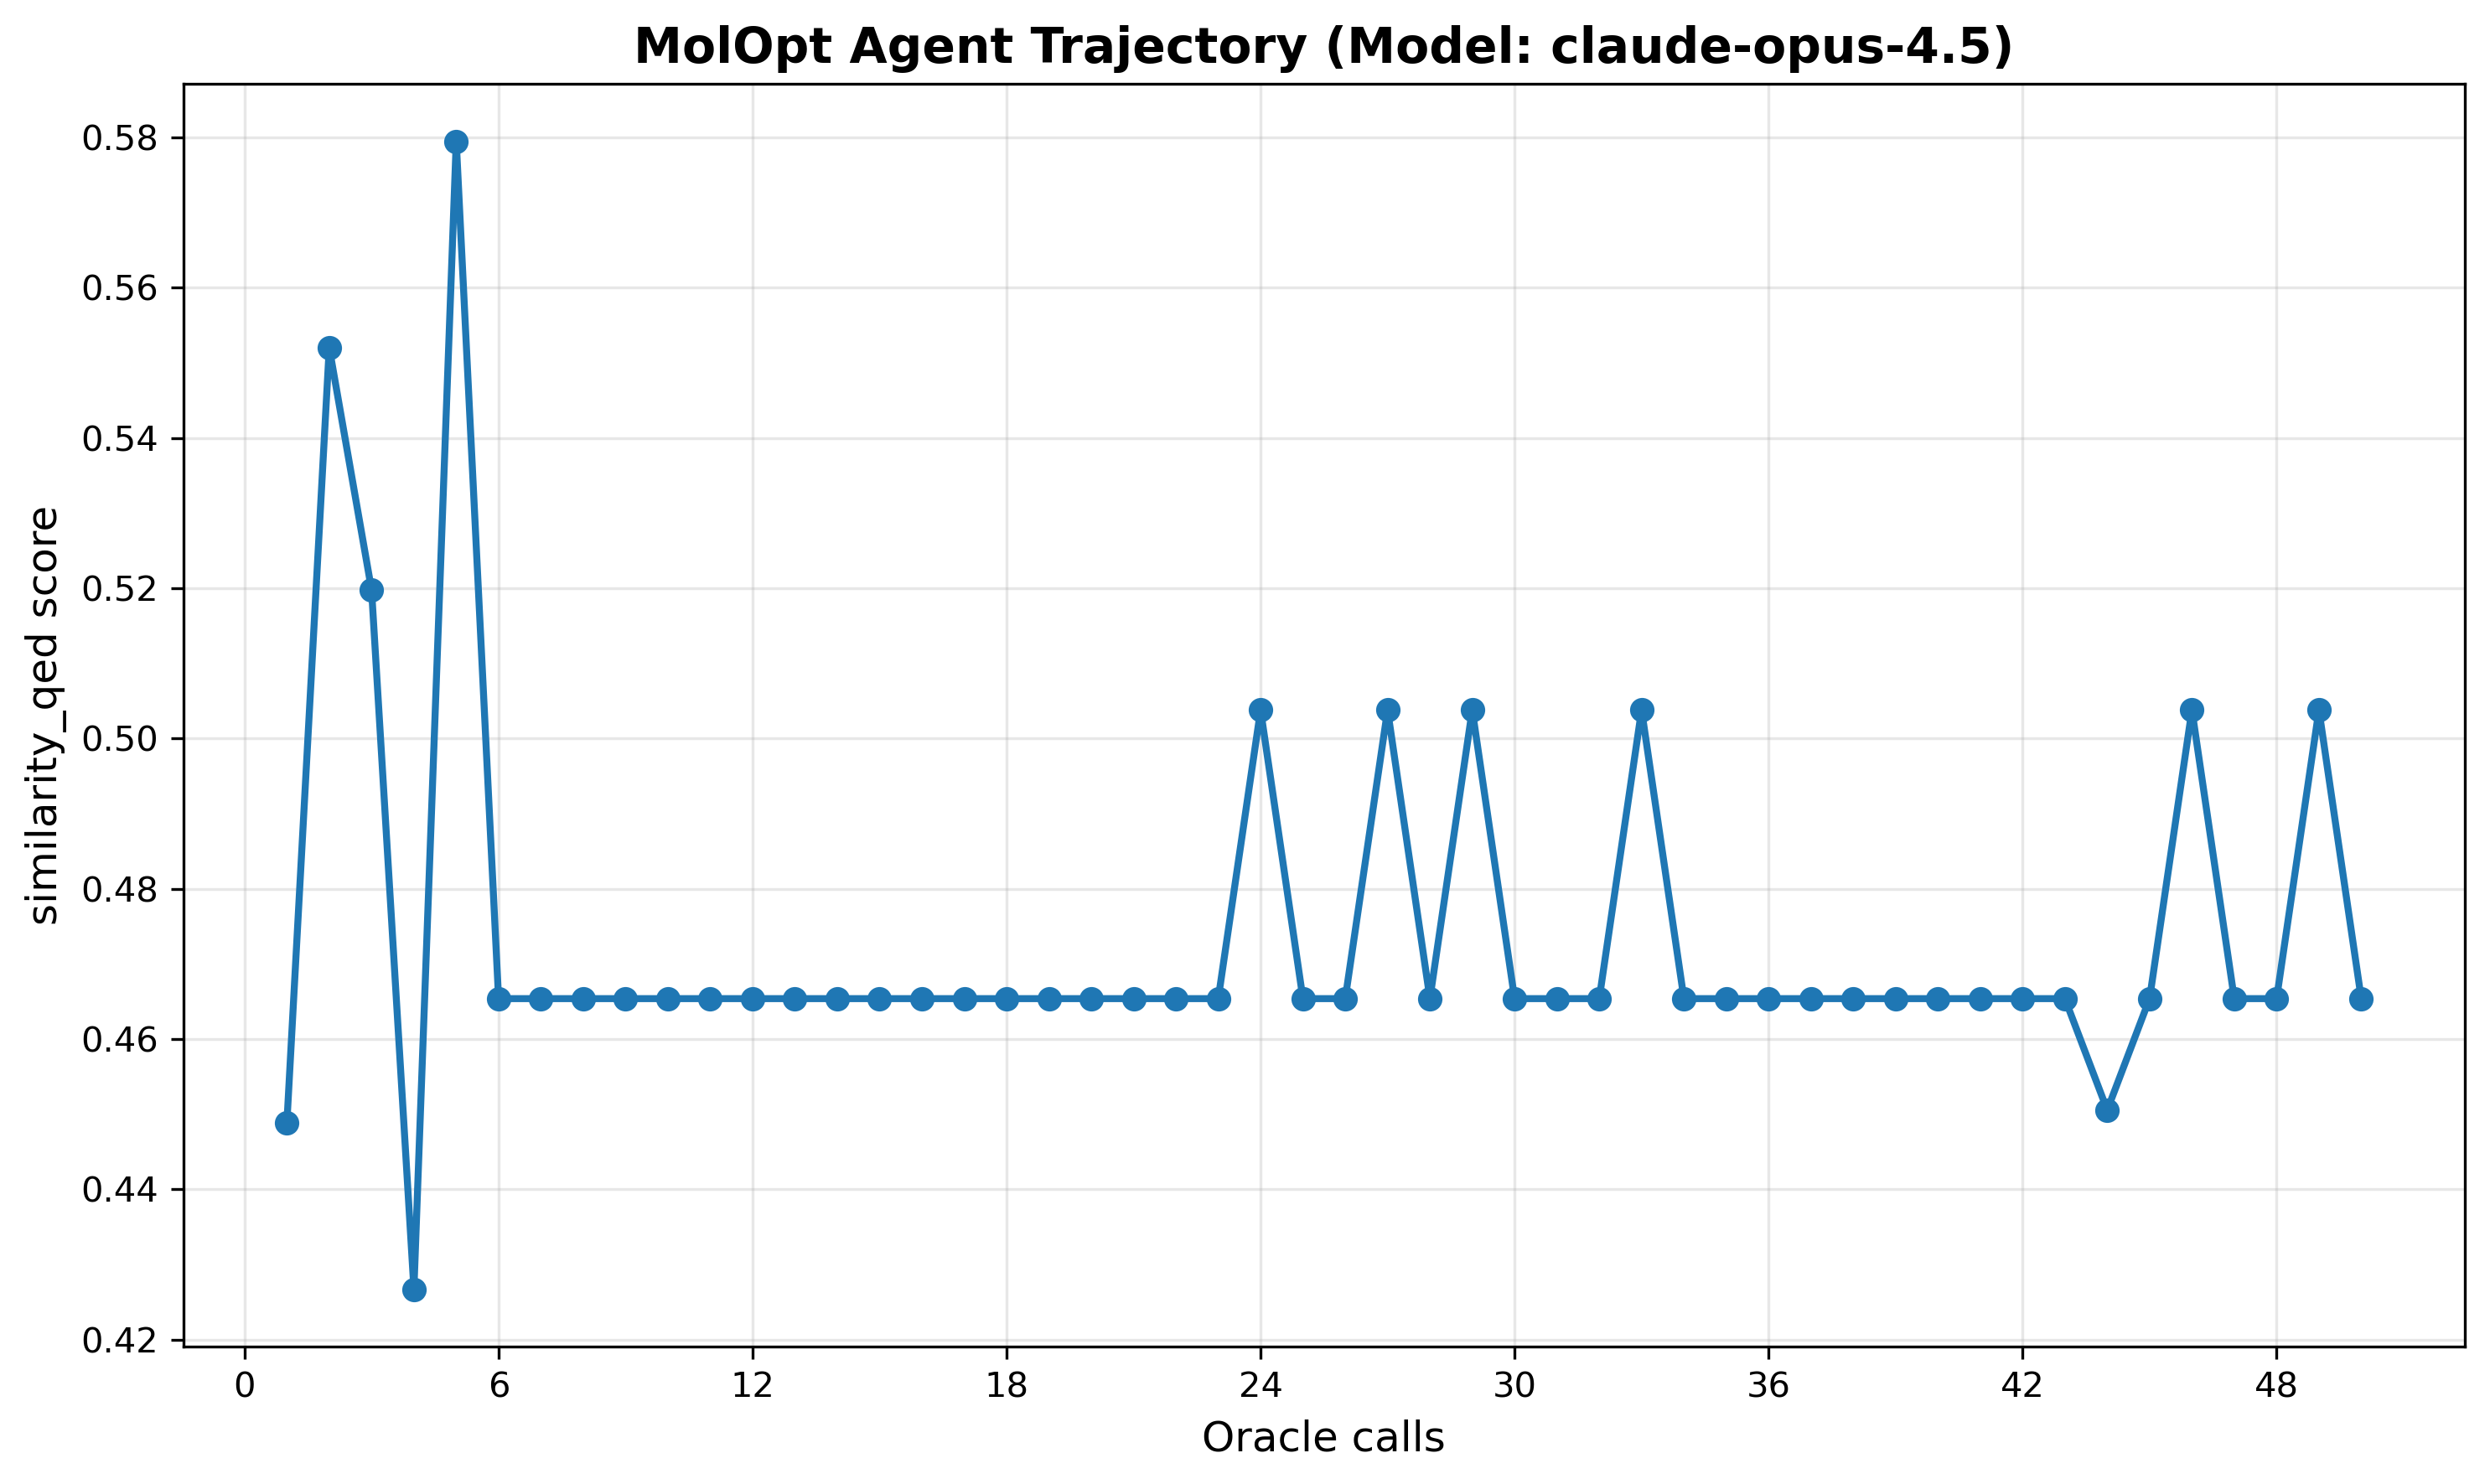 MolOpt Agent Trajectory (Model: claude-opus-4.5)
similarity_qed score
0.58
0.56
0.54
0.52
0.50
0.48
0.46
0.44
0.42
0 6 12 18 24 30 36 42 48
Oracle calls